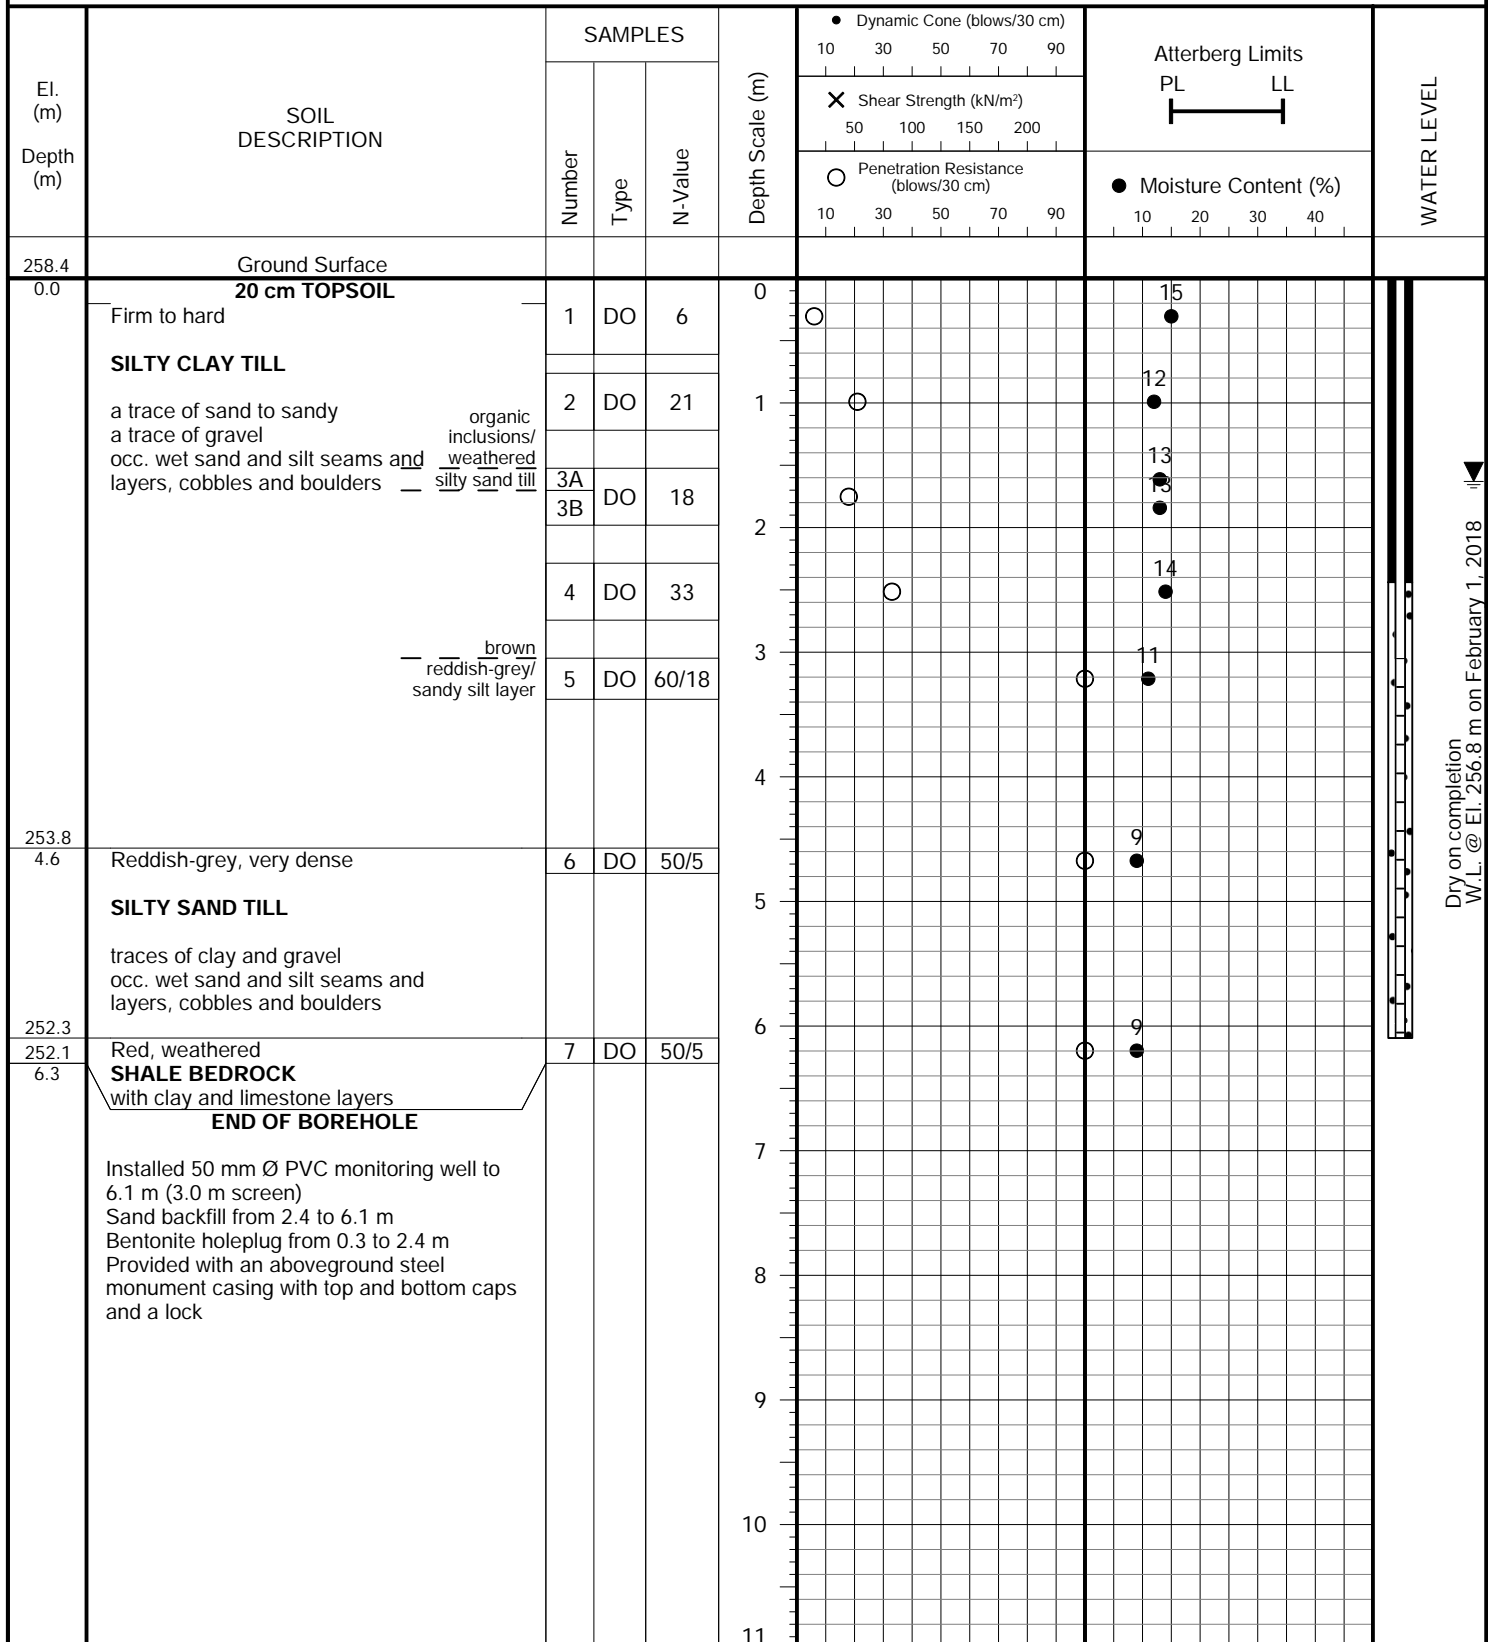 El.
(m)
Depth
(m)
SOIL
DESCRIPTION
SAMPLES
Number
Type
N-Value
Depth Scale (m)
Dynamic Cone (blows/30 cm)
10 30 50 70 90
Shear Strength (kN/m²)
50 100 150 200
Penetration Resistance
(blows/30 cm)
10 30 50 70 90
Atterberg Limits
PL LL
Moisture Content (%)
10 20 30 40
WATER LEVEL
258.4 Ground Surface
0.0 20 cm TOPSOIL 0
15
Firm to hard 1 DO 6
SILTY CLAY TILL
12
a trace of sand to sandy 2 DO 21 1
a trace of gravel
occ. wet sand and silt seams and
layers, cobbles and boulders
organic
inclusions/
weathered
silty sand till
13
3A DO 18
13
3B
2
14
4 DO 33
brown
3
11
reddish-grey/
sandy silt layer
5 DO 60/18
4
253.8
9
4.6 Reddish-grey, very dense 6 DO 50/5
SILTY SAND TILL 5
traces of clay and gravel
occ. wet sand and silt seams and
layers, cobbles and boulders
252.3 6
9
252.1 Red, weathered 7 DO 50/5
6.3 SHALE BEDROCK
with clay and limestone layers
END OF BOREHOLE
7
Installed 50 mm Ø PVC monitoring well to
6.1 m (3.0 m screen)
Sand backfill from 2.4 to 6.1 m
Bentonite holeplug from 0.3 to 2.4 m
Provided with an aboveground steel
monument casing with top and bottom caps
and a lock
8
9
10
11
Dry on completion
W.L. @ El. 256.8 m on February 1, 2018